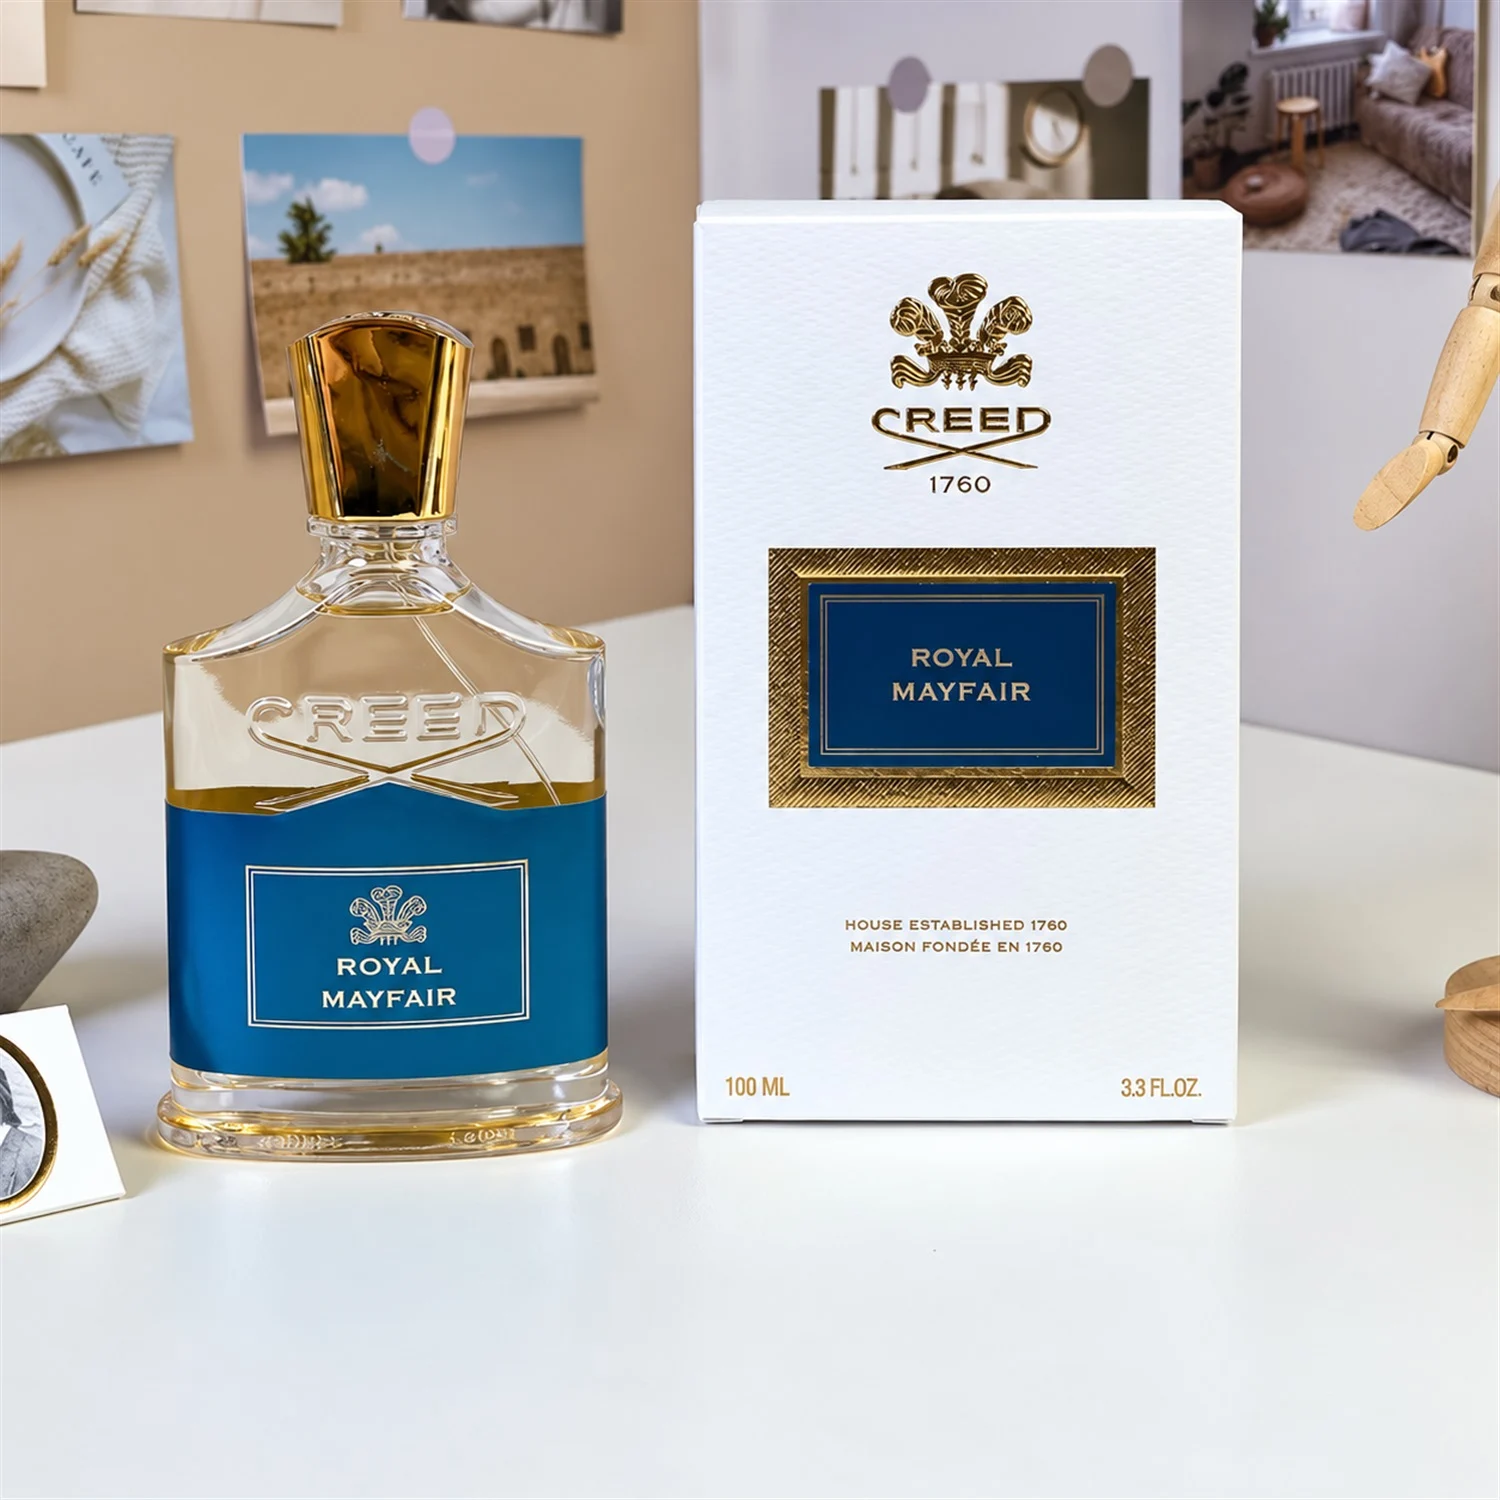 CAFE
CREED
ROYAL
MAYFAIR
CREED
1760
ROYAL
MAYFAIR
HOUSE ESTABLISHED 1760
MAISON FONDÉE EN 1760
100 ML
3.3 FL.OZ.